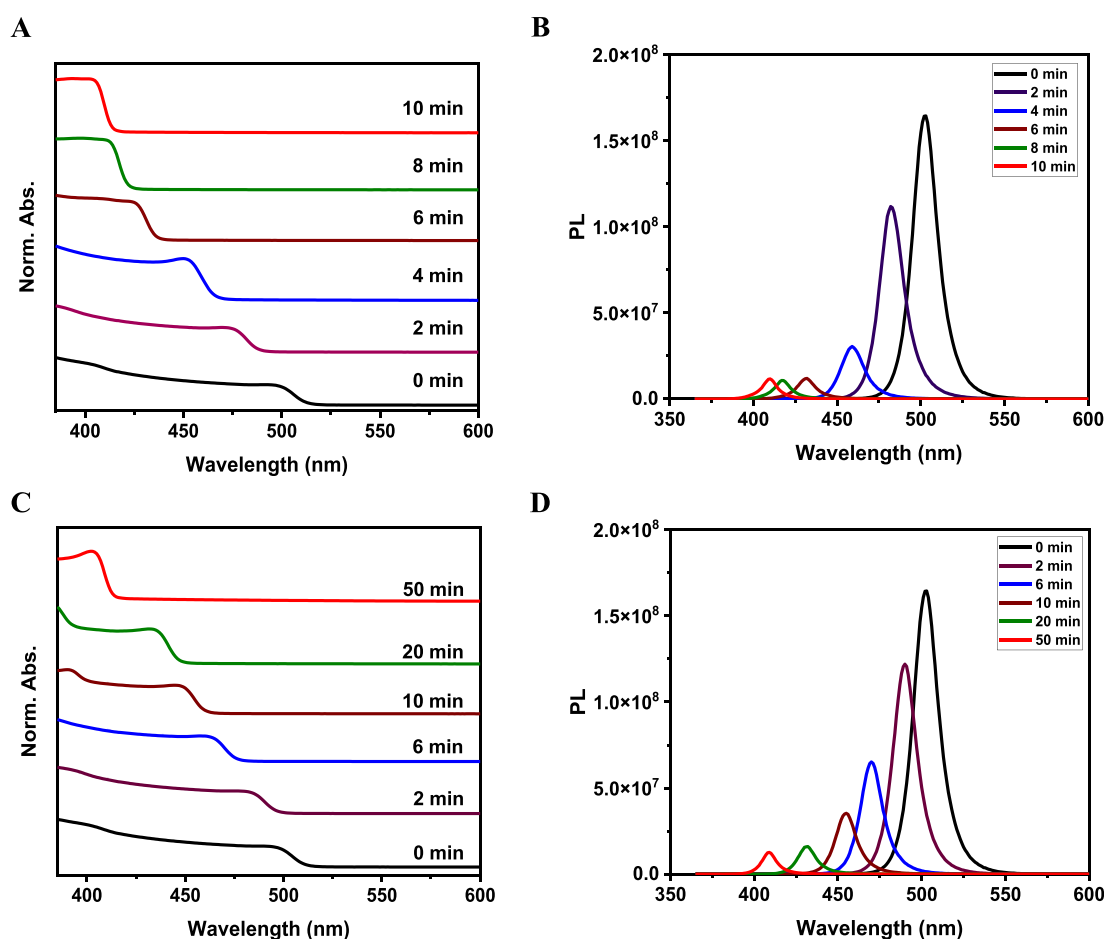 A
Norm. Abs.
10 min
8 min
6 min
4 min
2 min
0 min
400 450 500 550 600
Wavelength (nm)
B
PL
2.0×10⁸
1.5×10⁸
1.0×10⁸
5.0×10⁷
0.0
0 min
2 min
4 min
6 min
8 min
10 min
350 400 450 500 550 600
Wavelength (nm)
C
Norm. Abs.
50 min
20 min
10 min
6 min
2 min
0 min
400 450 500 550 600
Wavelength (nm)
D
PL
2.0×10⁸
1.5×10⁸
1.0×10⁸
5.0×10⁷
0.0
0 min
2 min
6 min
10 min
20 min
50 min
350 400 450 500 550 600
Wavelength (nm)